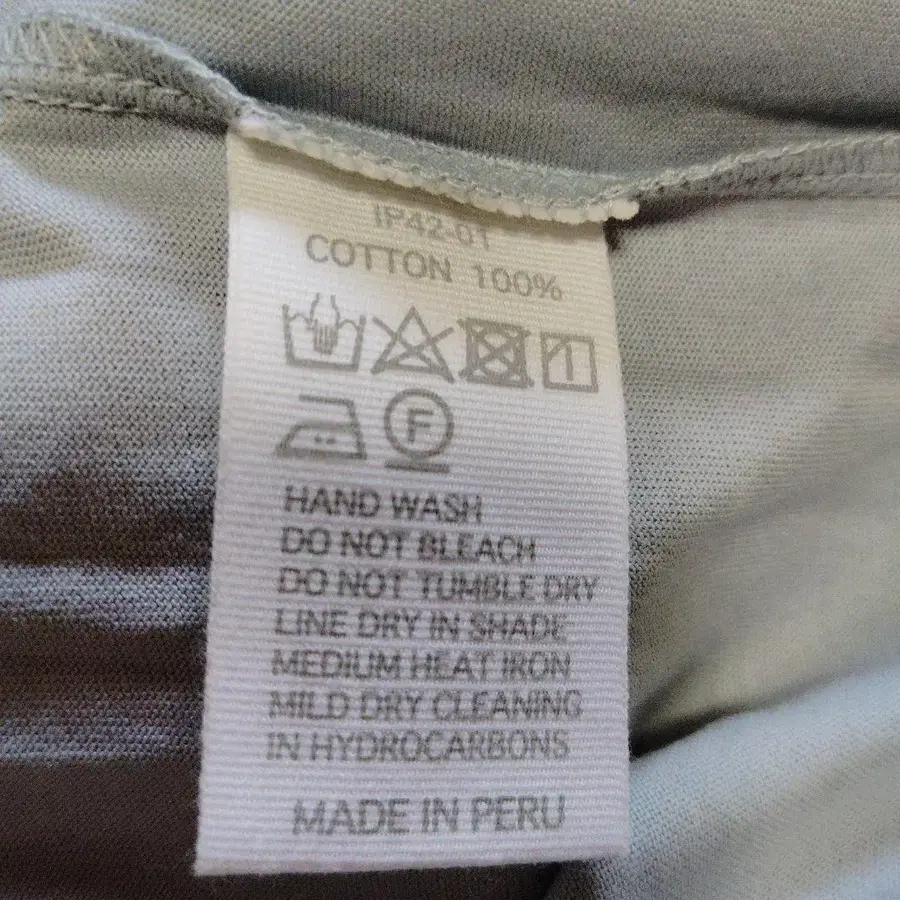 IP42-01
COTTON 100%
F
HAND WASH
DO NOT BLEACH
DO NOT TUMBLE DRY
LINE DRY IN SHADE
MEDIUM HEAT IRON
MILD DRY CLEANING
IN HYDROCARBONS
MADE IN PERU